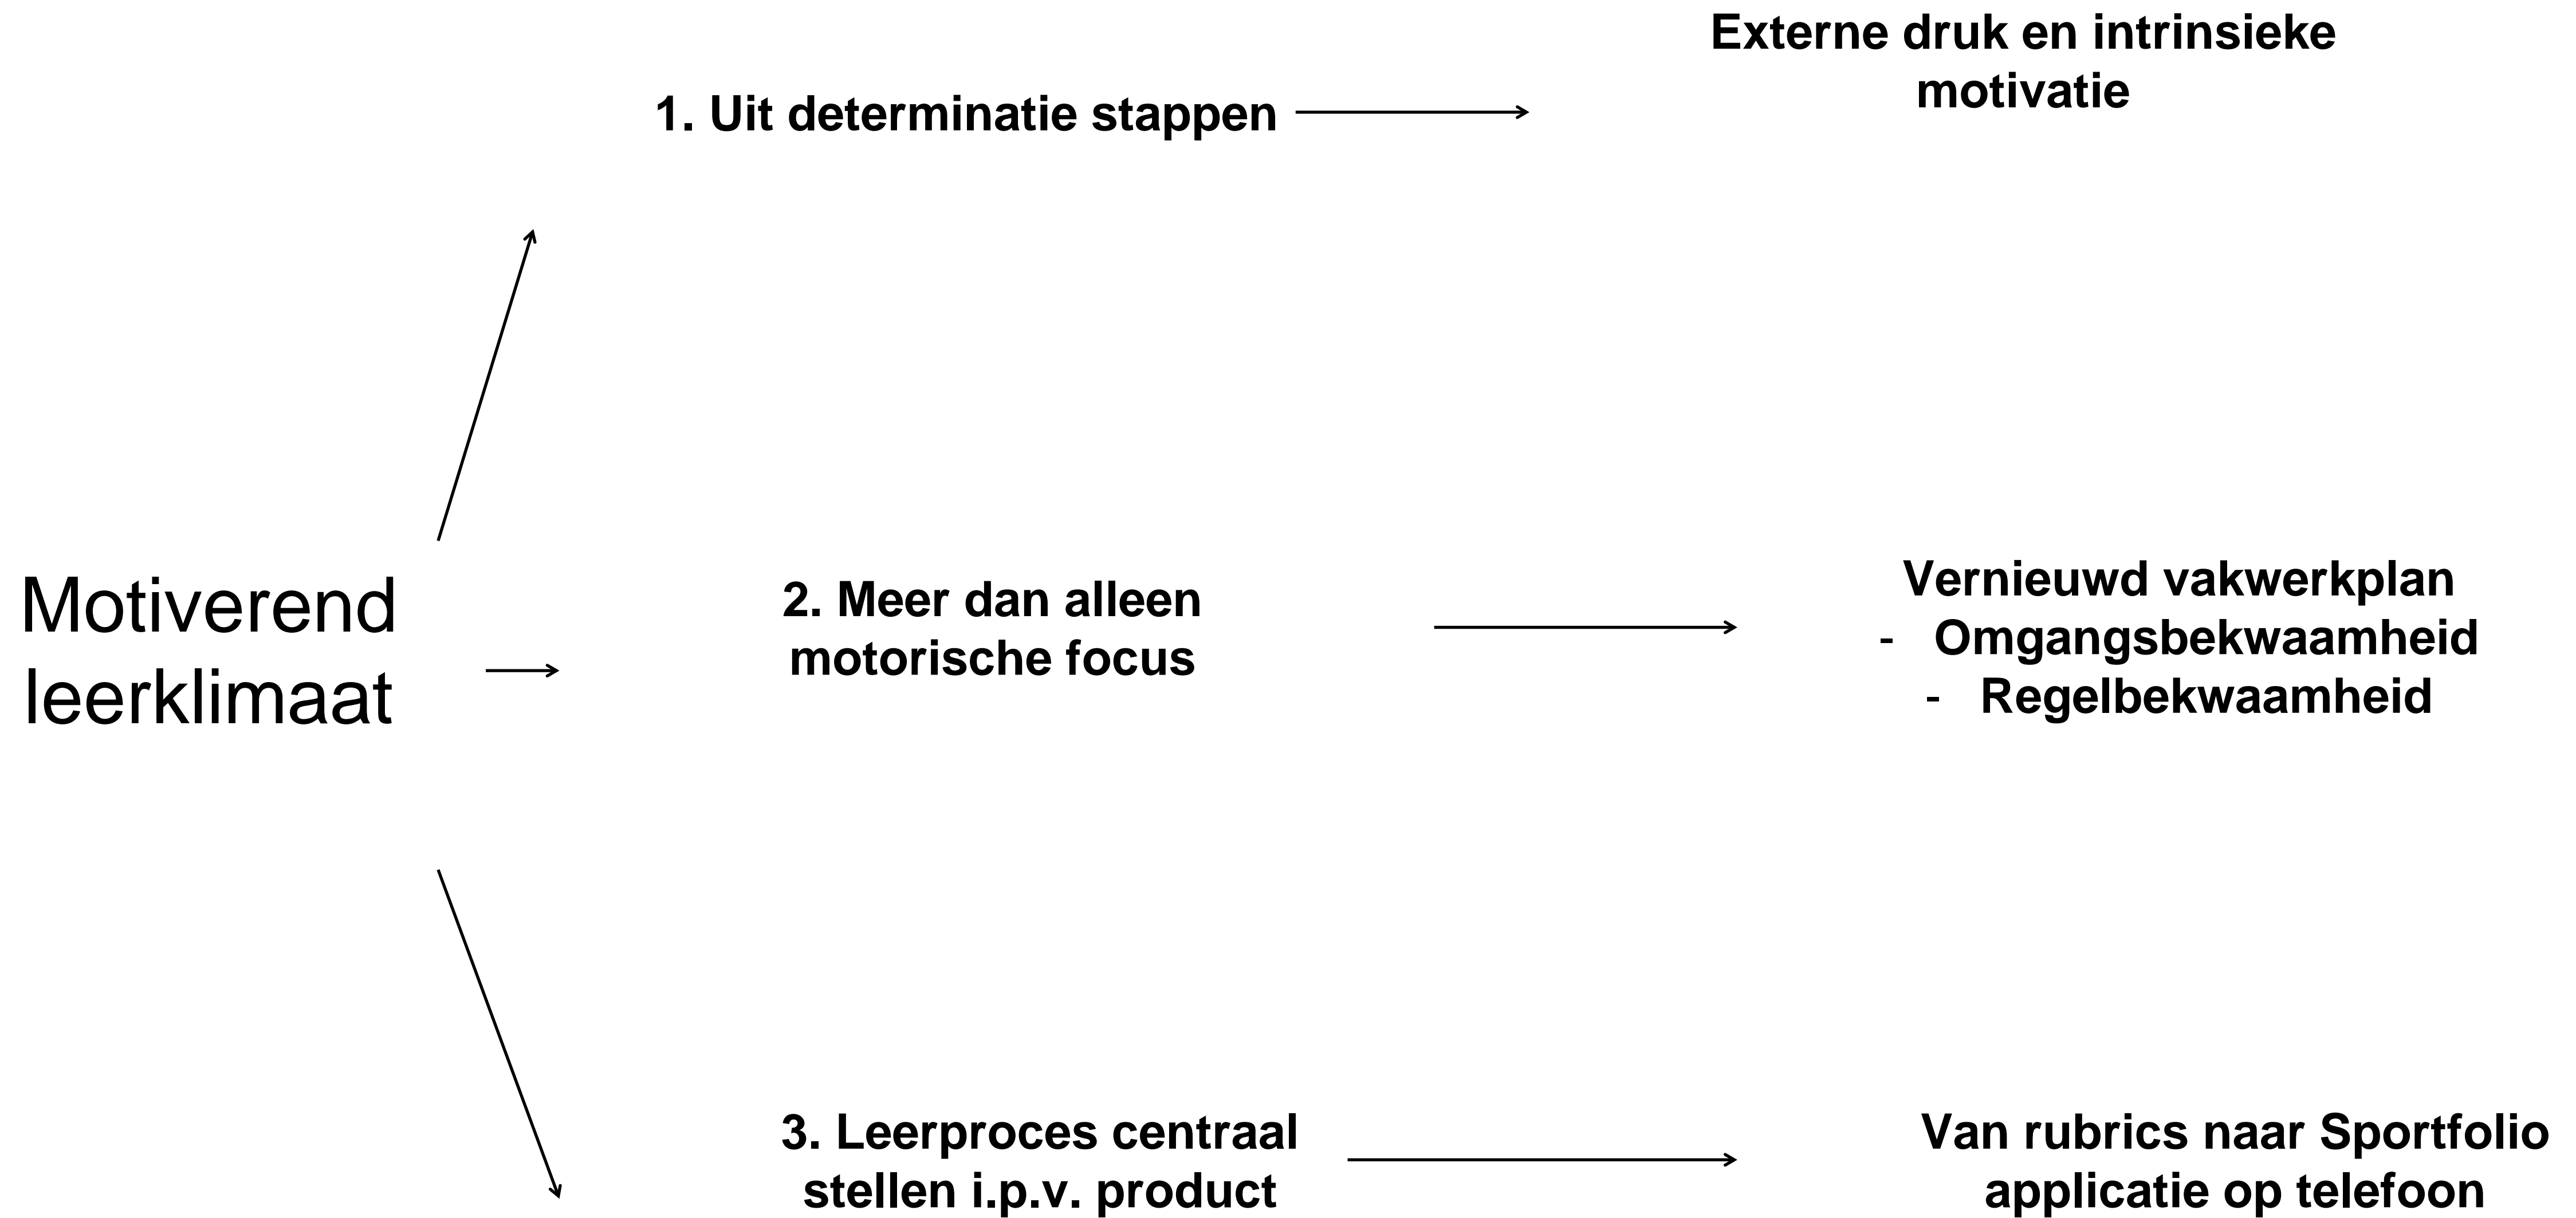 Externe druk en intrinsieke
motivatie
1. Uit determinatie stappen
Motiverend
leerklimaat
2. Meer dan alleen
motorische focus
Vernieuwd vakwerkplan
- Omgangsbekwaamheid
- Regelbekwaamheid
3. Leerproces centraal
stellen i.p.v. product
Van rubrics naar Sportfolio
applicatie op telefoon